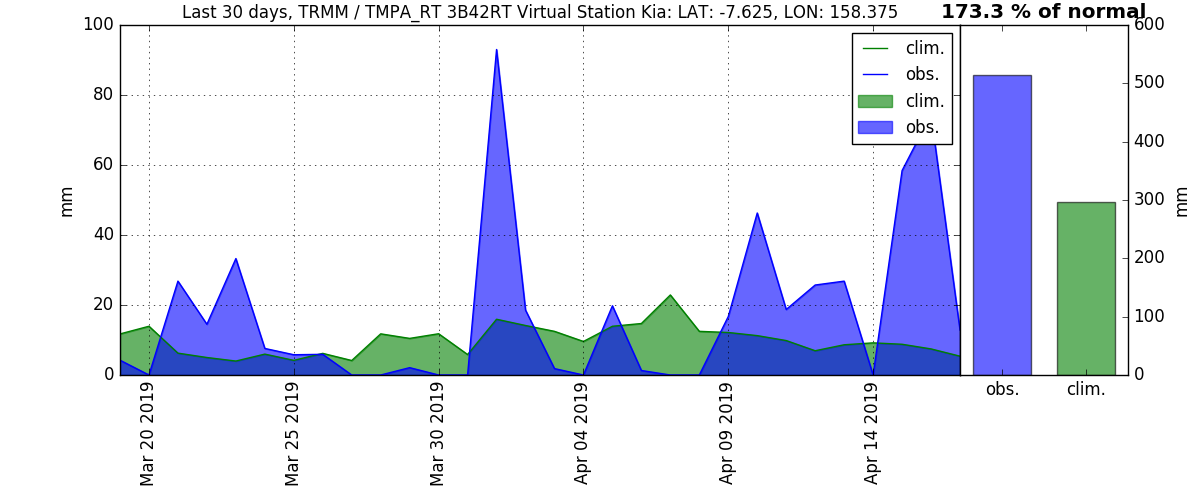 Last 30 days, TRMM / TMPA_RT 3B42RT Virtual Station Kia: LAT: -7.625, LON: 158.375
173.3 % of normal
100
80
60
40
20
0
mm
clim.
obs.
clim.
obs.
Mar 20 2019
Mar 25 2019
Mar 30 2019
Apr 04 2019
Apr 09 2019
Apr 14 2019
600
500
400
300
200
100
0
mm
obs.
clim.